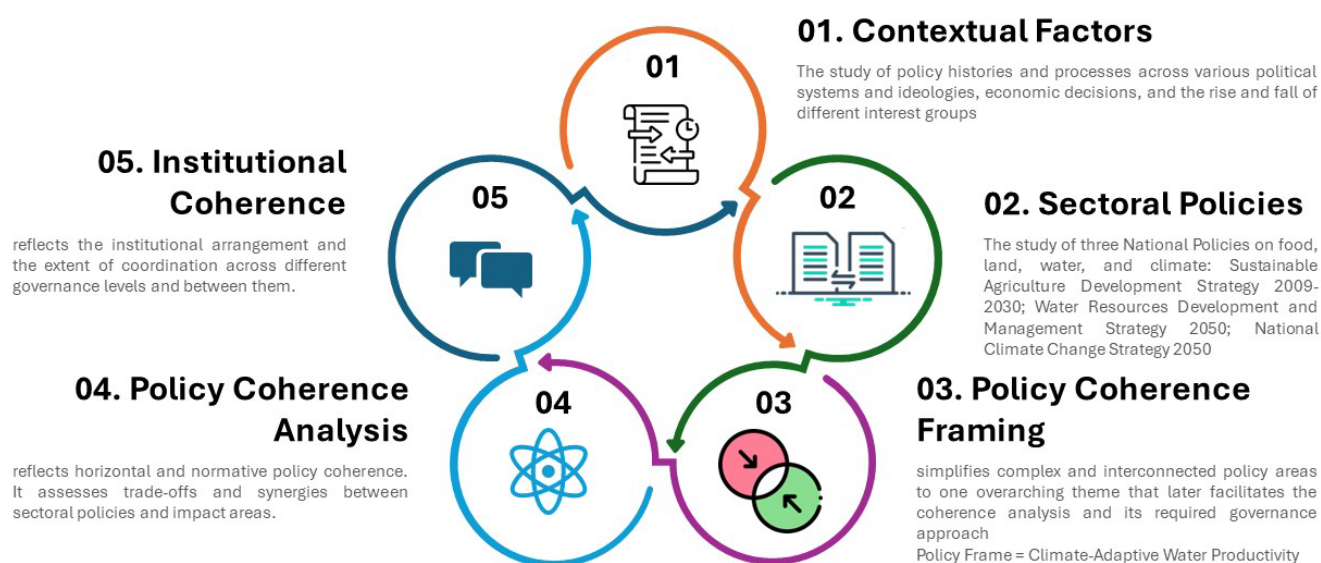 01
01. Contextual Factors
The study of policy histories and processes across various political
systems and ideologies, economic decisions, and the rise and fall of
different interest groups
02
02. Sectoral Policies
The study of three National Policies on food,
land, water, and climate: Sustainable
Agriculture Development Strategy 2009-
2030; Water Resources Development and
Management Strategy 2050; National
Climate Change Strategy 2050
03
03. Policy Coherence
Framing
simplifies complex and interconnected policy areas
to one overarching theme that later facilitates the
coherence analysis and its required governance
approach
Policy Frame = Climate-Adaptive Water Productivity
04
04. Policy Coherence
Analysis
reflects horizontal and normative policy coherence.
It assesses trade-offs and synergies between
sectoral policies and impact areas.
05
05. Institutional
Coherence
reflects the institutional arrangement and
the extent of coordination across different
governance levels and between them.